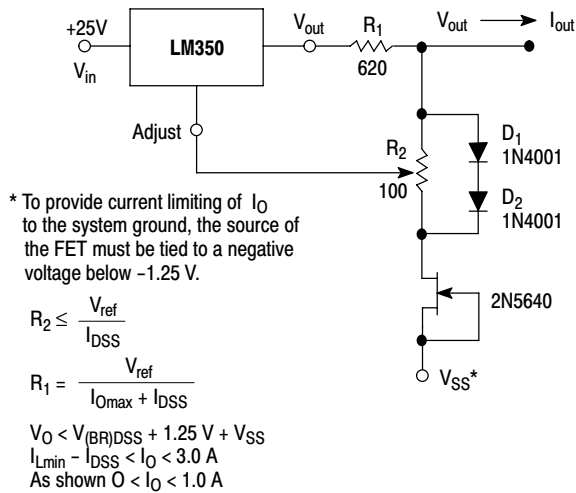 +25V
V_in
LM350
V_out
R_1
620
V_out
I_out
Adjust
R_2
100
D_1
1N4001
D_2
1N4001
2N5640
V_SS*
* To provide current limiting of I_O
to the system ground, the source of
the FET must be tied to a negative
voltage below −1.25 V.
R_2 ≤ V_ref / I_DSS
R_1 = V_ref / (I_Omax + I_DSS)
V_O < V_(BR)DSS + 1.25 V + V_SS
I_Lmin − I_DSS < I_O < 3.0 A
As shown O < I_O < 1.0 A